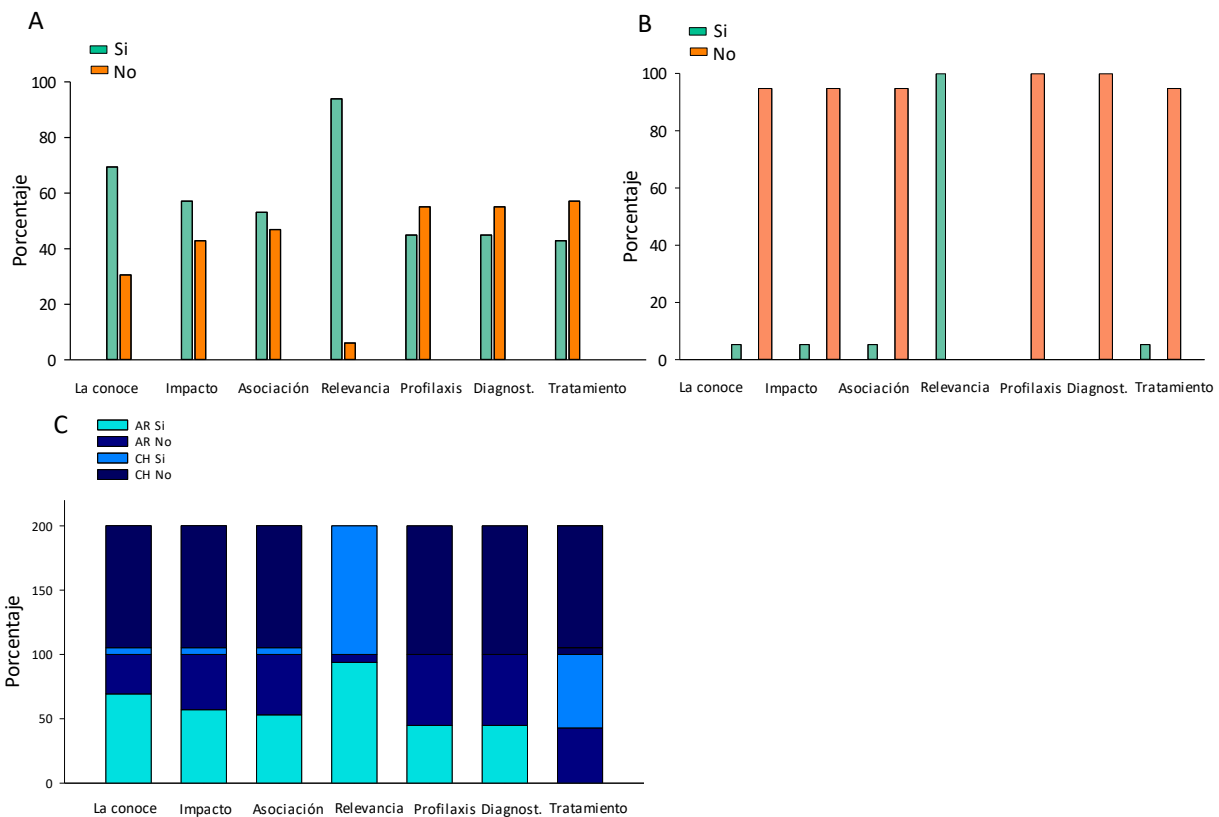 A
Si
No
Porcentaje
100
80
60
40
20
0
La conoce Impacto Asociación Relevancia Profilaxis Diagnost. Tratamiento
B
Si
No
Porcentaje
100
80
60
40
20
0
La conoce Impacto Asociación Relevancia Profilaxis Diagnost. Tratamiento
C
AR Si
AR No
CH Si
CH No
Porcentaje
200
150
100
50
0
La conoce Impacto Asociación Relevancia Profilaxis Diagnost. Tratamiento